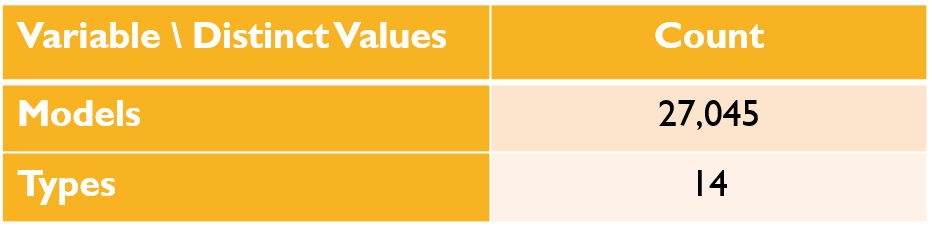 Variable \ Distinct Values Count
Models 27,045
Types 14